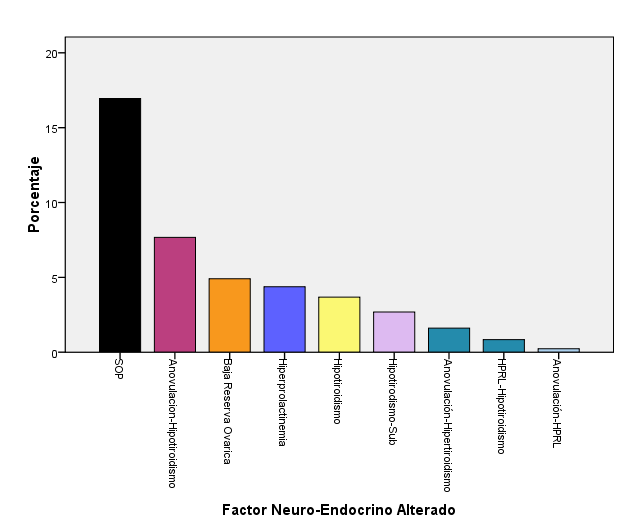 20
15
10
5
0
Porcentaje
SOP
Anovulacion-Hipotiroidismo
Baja Reserva Ovarica
Hiperprolactinemia
Hipotiroidismo
Hipotirodismo-Sub
Anovulación-Hipertiroidismo
HPRL-Hipotiroidismo
Anovulación-HPRL
Factor Neuro-Endocrino Alterado